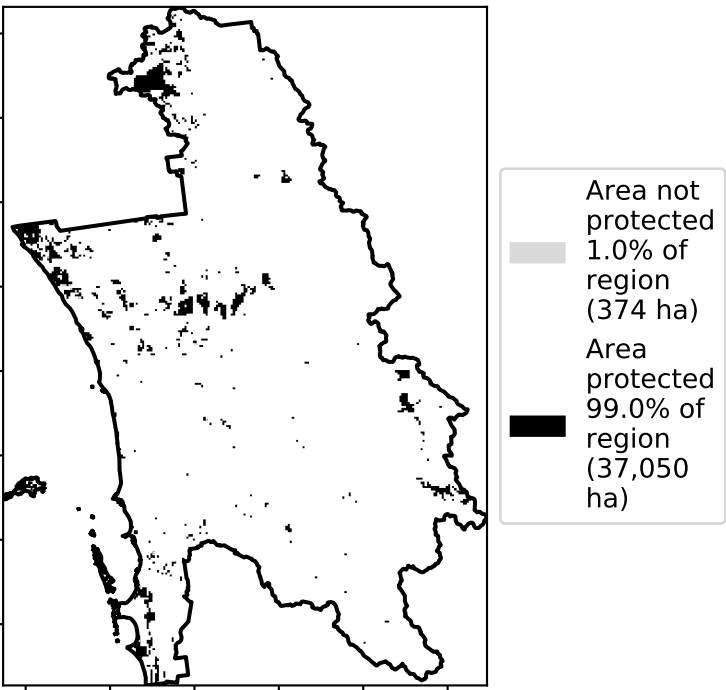 Area not
protected
1.0% of
region
(374 ha)
Area
protected
99.0% of
region
(37,050
ha)